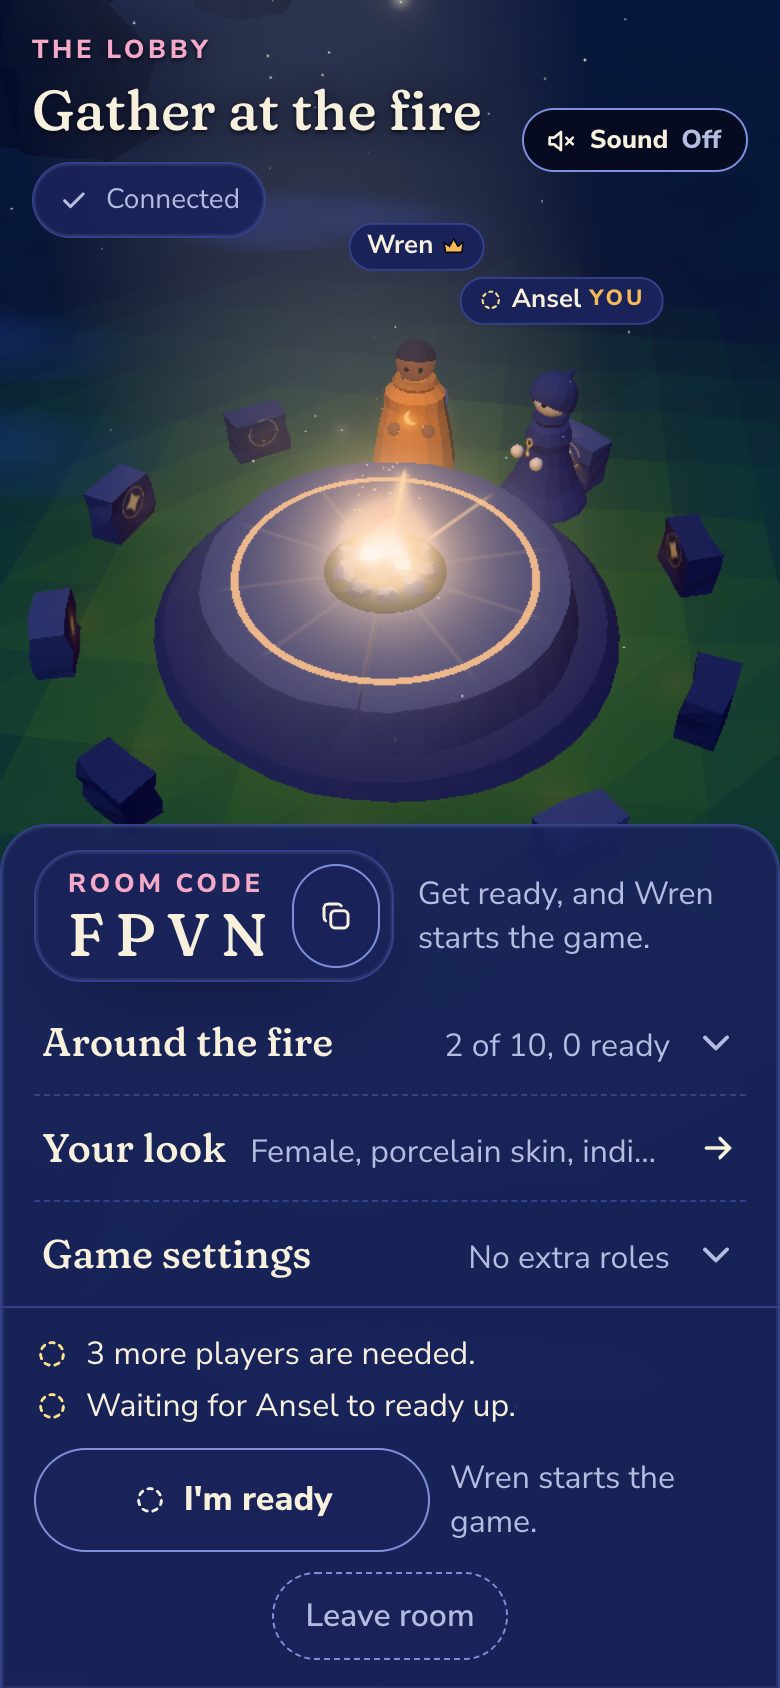 THE LOBBY
Gather at the fire
Sound Off
Connected
Wren
Ansel YOU
ROOM CODE
FPVN
Get ready, and Wren
starts the game.
Around the fire
2 of 10, 0 ready
Your look
Female, porcelain skin, indi...
Game settings
No extra roles
3 more players are needed.
Waiting for Ansel to ready up.
I'm ready
Wren starts the
game.
Leave room